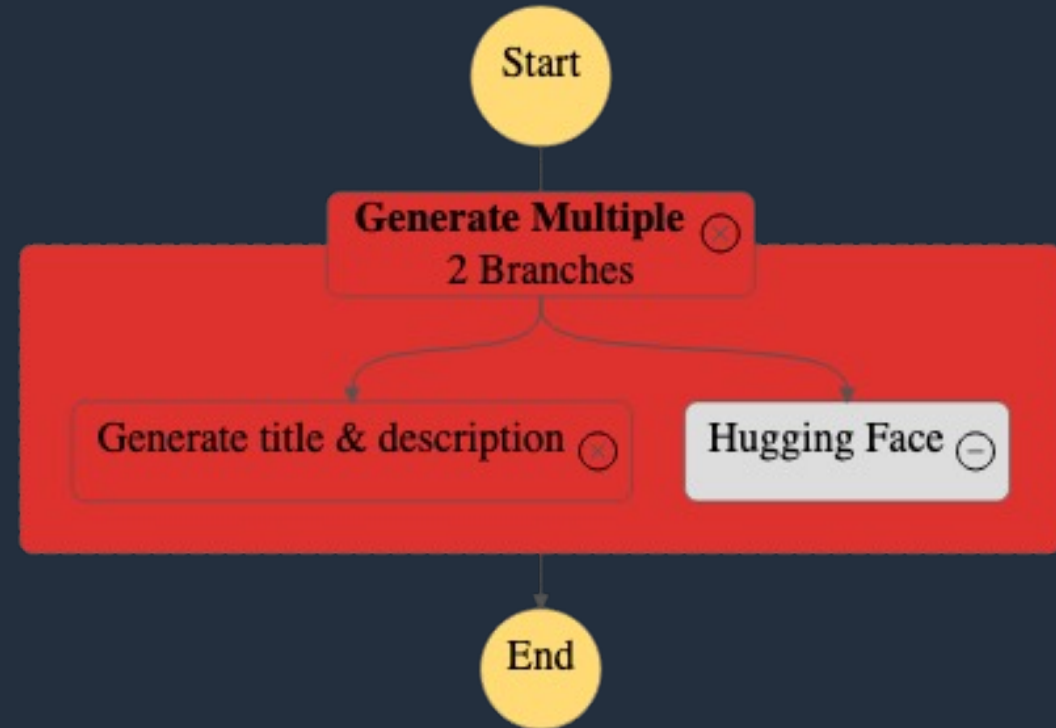 Start
Generate Multiple
2 Branches
Generate title & description
Hugging Face
End